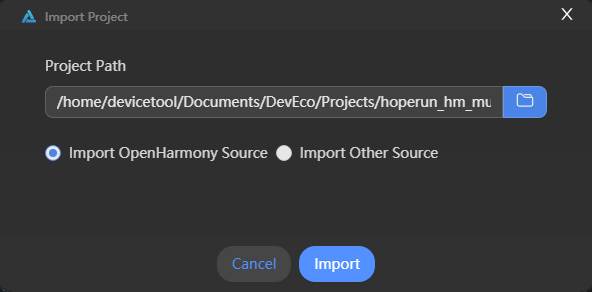 Import Project
Project Path
/home/devicetool/Documents/DevEco/Projects/hoperun_hm_mu
Import OpenHarmony Source Import Other Source
Cancel Import